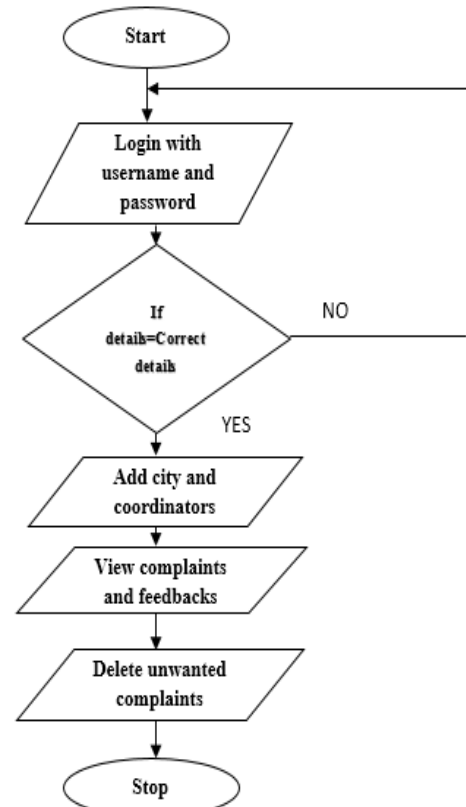 Start
Login with
username and
password
If
details=Correct
details
NO
YES
Add city and
coordinators
View complaints
and feedbacks
Delete unwanted
complaints
Stop